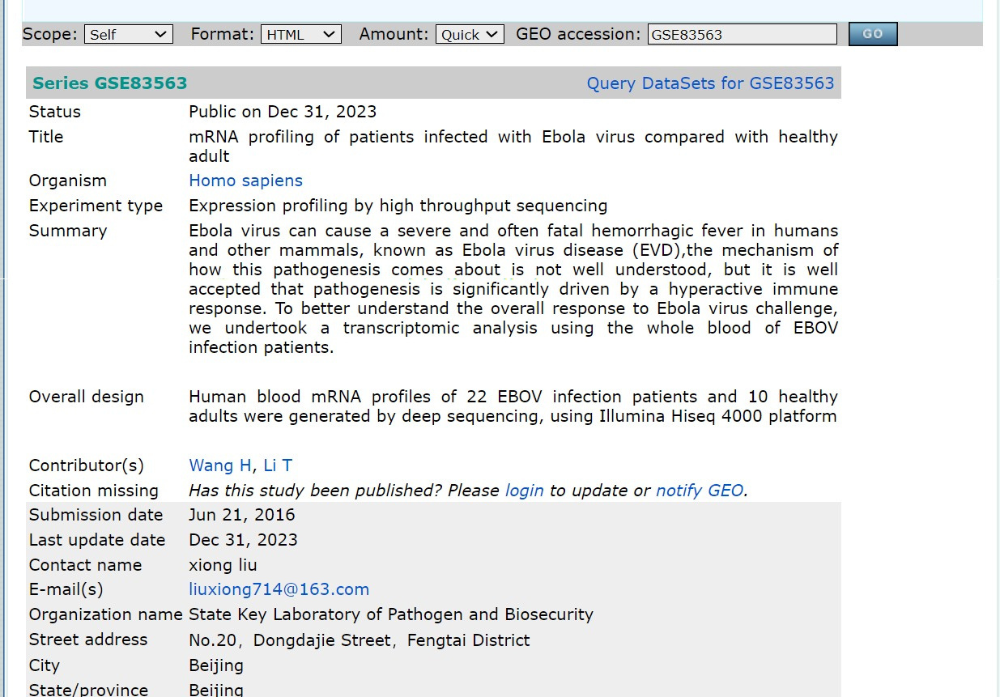 Scope: Self Format: HTML Amount: Quick GEO accession: GSE83563 GO
Series GSE83563 Query DataSets for GSE83563
Status Public on Dec 31, 2023
Title mRNA profiling of patients infected with Ebola virus compared with healthy
adult
Organism Homo sapiens
Experiment type Expression profiling by high throughput sequencing
Summary Ebola virus can cause a severe and often fatal hemorrhagic fever in humans
and other mammals, known as Ebola virus disease (EVD),the mechanism of
how this pathogenesis comes about is not well understood, but it is well
accepted that pathogenesis is significantly driven by a hyperactive immune
response. To better understand the overall response to Ebola virus challenge,
we undertook a transcriptomic analysis using the whole blood of EBOV
infection patients.
Overall design Human blood mRNA profiles of 22 EBOV infection patients and 10 healthy
adults were generated by deep sequencing, using Illumina Hiseq 4000 platform
Contributor(s) Wang H, Li T
Citation missing Has this study been published? Please login to update or notify GEO.
Submission date Jun 21, 2016
Last update date Dec 31, 2023
Contact name xiong liu
E-mail(s) liuxiong714@163.com
Organization name State Key Laboratory of Pathogen and Biosecurity
Street address No.20，Dongdajie Street，Fengtai District
City Beijing
State/province Beijing